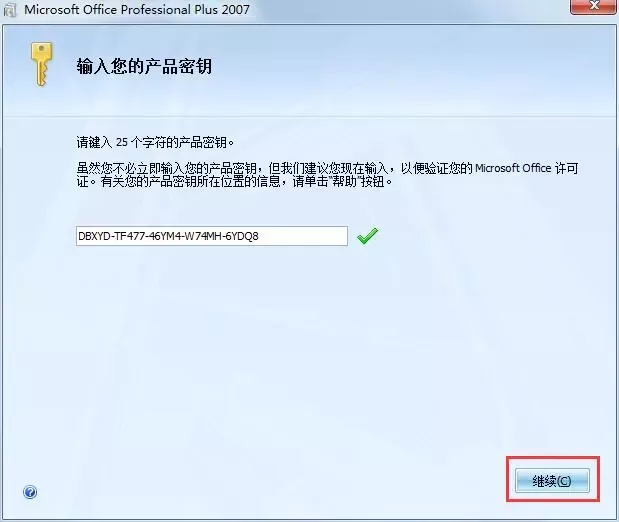 Microsoft Office Professional Plus 2007
输入您的产品密钥
请键入 25 个字符的产品密钥。
虽然您不必立即输入您的产品密钥，但我们建议您现在输入，以便验证您的 Microsoft Office 许可
证。有关您的产品密钥所在位置的信息，请单击"帮助"按钮。
DBXYD-TF477-46YM4-W74MH-6YDQ8
继续(C)